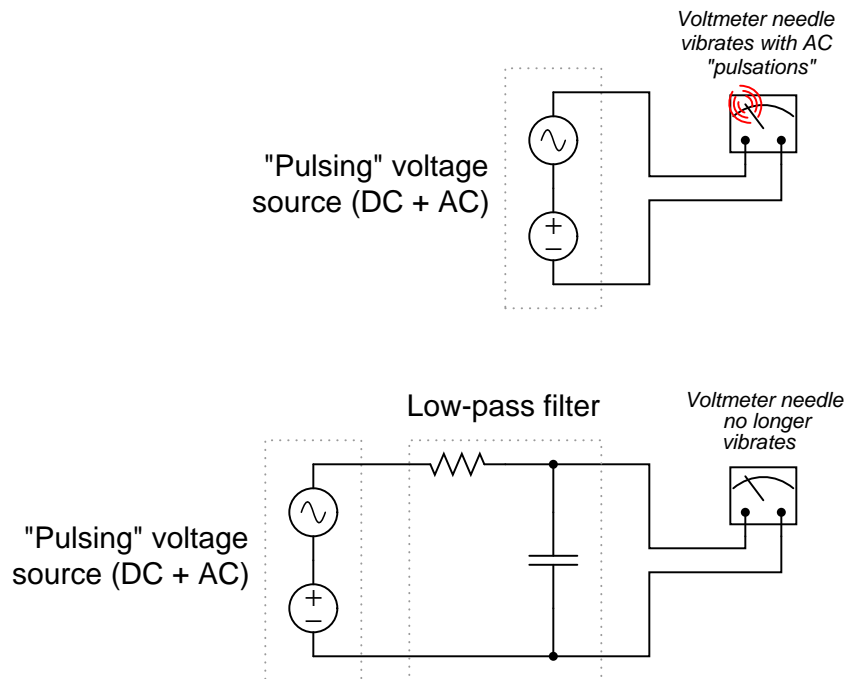 Voltmeter needle
vibrates with AC
"pulsations"
"Pulsing" voltage
source (DC + AC)
Low-pass filter
Voltmeter needle
no longer
vibrates
"Pulsing" voltage
source (DC + AC)